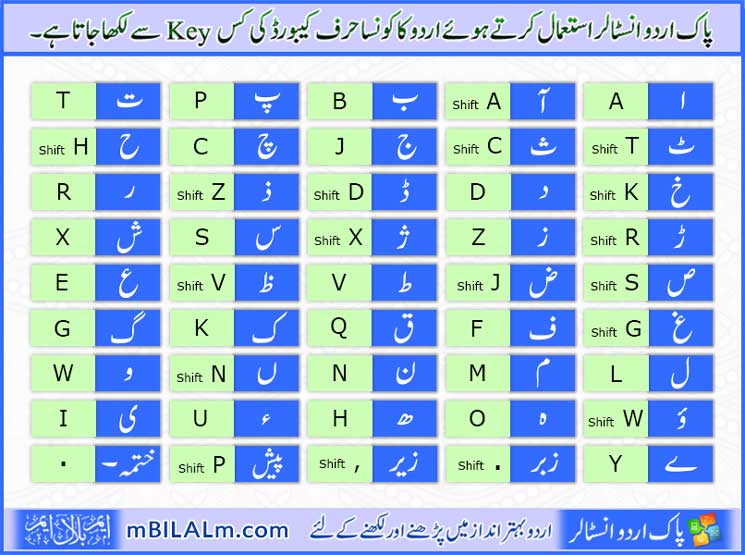 پاک اردو انسٹالر استعمال کرتے ہوئے اردو کا کونسا حرف کیبورڈ کی کس Key سے لکھا جاتا ہے۔
ا A آ Shift A ب B پ P ت T
ٹ Shift T ث Shift C ج J چ C ح Shift H
خ Shift K د D ڈ Shift D ذ Shift Z ر R
ڑ Shift R ز Z ژ Shift X س S ش X
ص Shift S ض Shift J ط V ظ Shift V ع E
غ Shift G ف F ق Q ک K گ G
ل L م M ن N ں Shift N و W
ؤ Shift W ہ O ھ H ء U ی I
ے Y زبر Shift . زیر Shift , پیش Shift P ختمہ ۔ .
پاک اردو انسٹالر اردو بہتر انداز میں پڑھنے اور لکھنے کے لئے mBILALm.com ایم بلال ایم